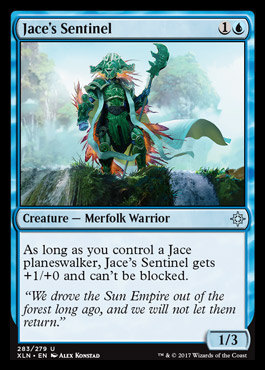 Jace's Sentinel 1
Creature — Merfolk Warrior
As long as you control a Jace
planeswalker, Jace's Sentinel gets
+1/+0 and can't be blocked.
“We drove the Sun Empire out of the
forest long ago, and we will not let them
return.”
1/3
283/279 U
XLN • EN Alex Konstad
™ & © 2017 Wizards of the Coast